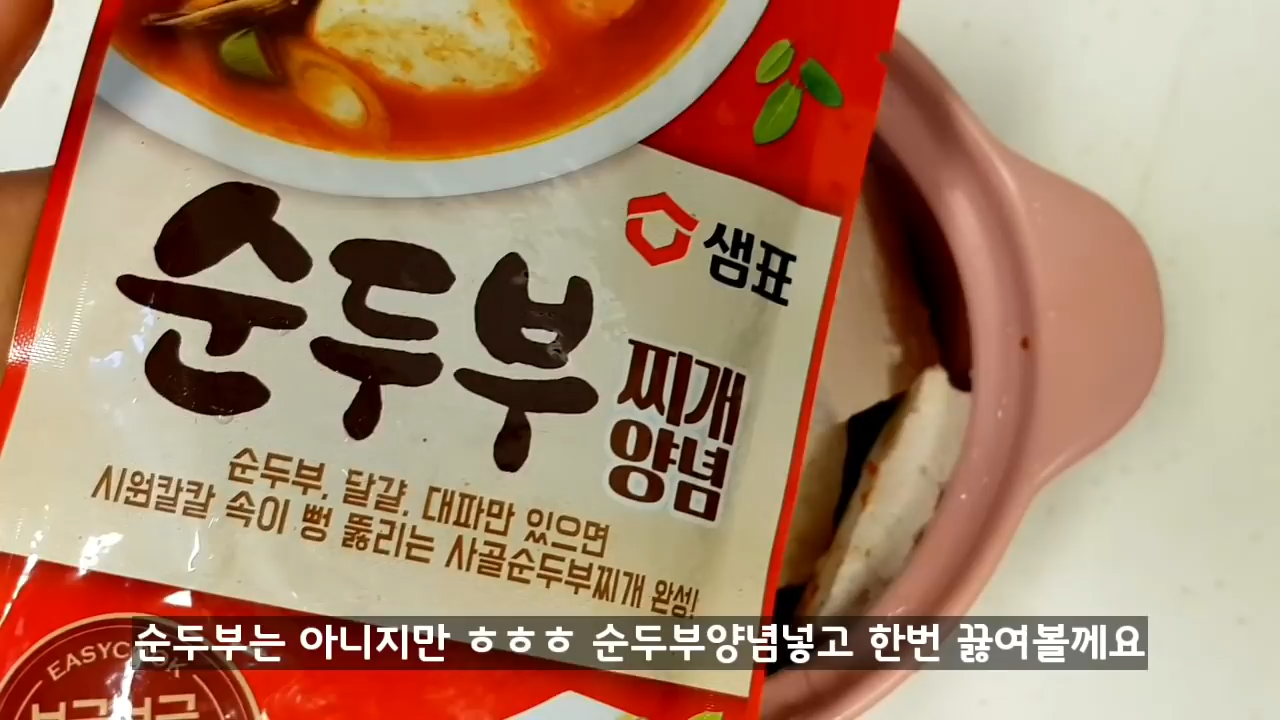 샘표
순두부
찌개
양념
순두부, 달걀, 대파만 있으면
시원칼칼 속이 뻥 뚫리는 사골순두부찌개 완성!
순두부는 아니지만 ㅎㅎㅎ 순두부양념넣고 한번 끓여볼께요
EASYCOOK